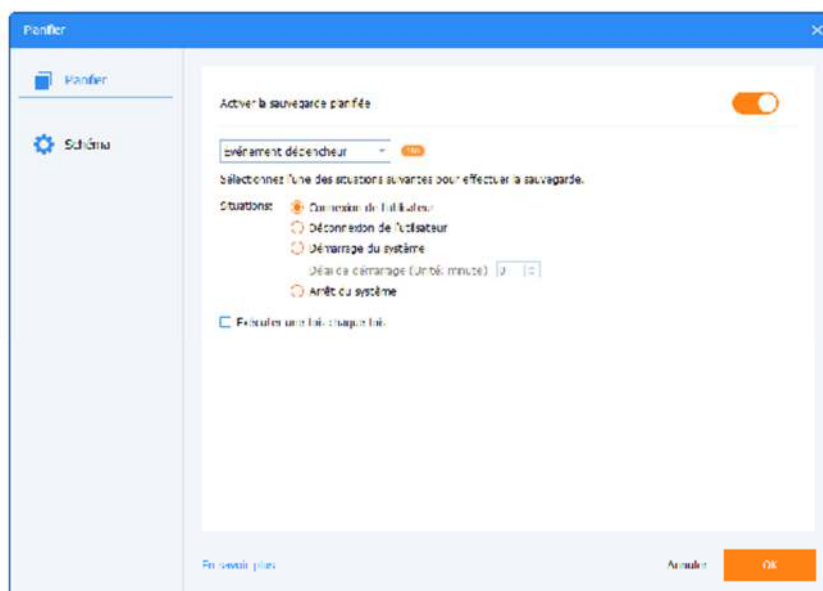 Planifier
Planifier
Schéma
Activer la sauvegarde planifiée
Evénement déclencheur
Sélectionnez l'une des situations suivantes pour effectuer la sauvegarde.
Situations:
Connexion de l'utilisateur
Déconnexion de l'utilisateur
Démarrage du système
Délai de démarrage (Unité: minute) 0
Arrêt du système
Exécuter une fois chaque fois
En savoir plus
Annuler
OK